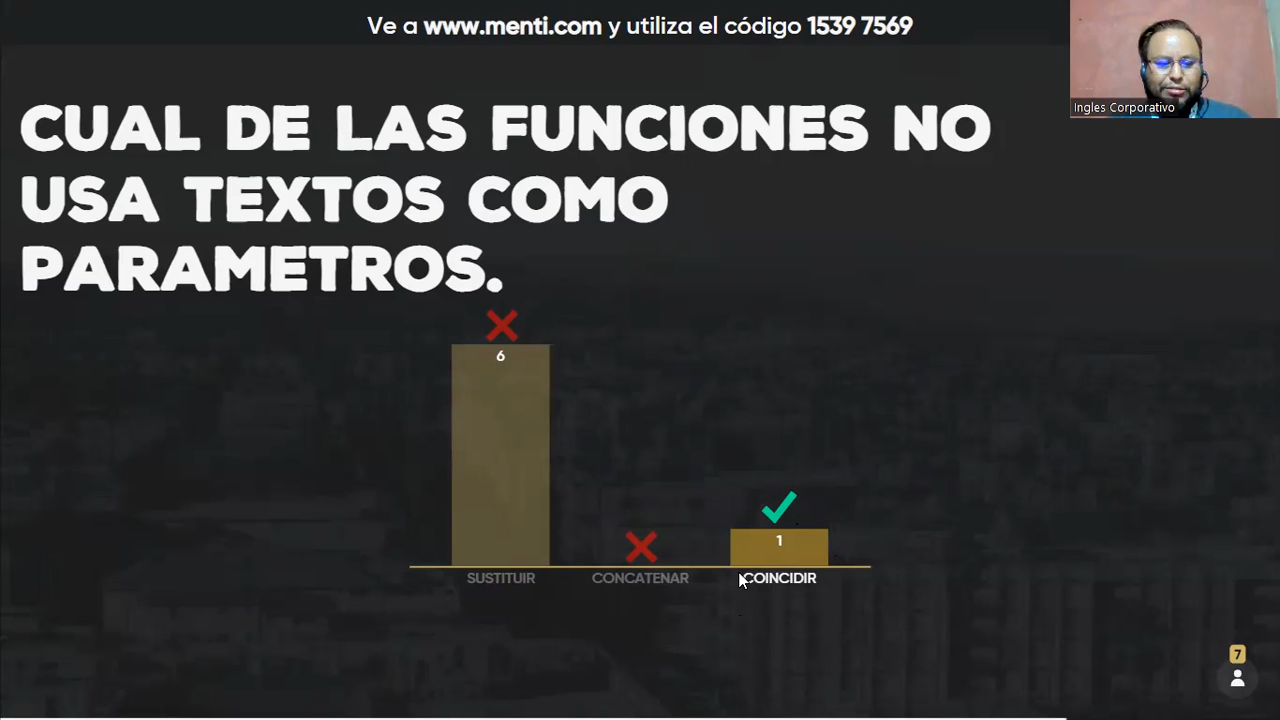 Ve a www.menti.com y utiliza el código 1539 7569
Ingles Corporativo
CUAL DE LAS FUNCIONES NO
USA TEXTOS COMO
PARAMETROS.
6
1
SUSTITUIR
CONCATENAR
COINCIDIR
7